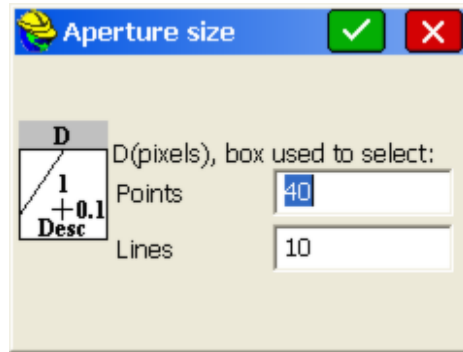 Aperture size
D
1
+0.1
Desc
D(pixels), box used to select:
Points 40
Lines 10